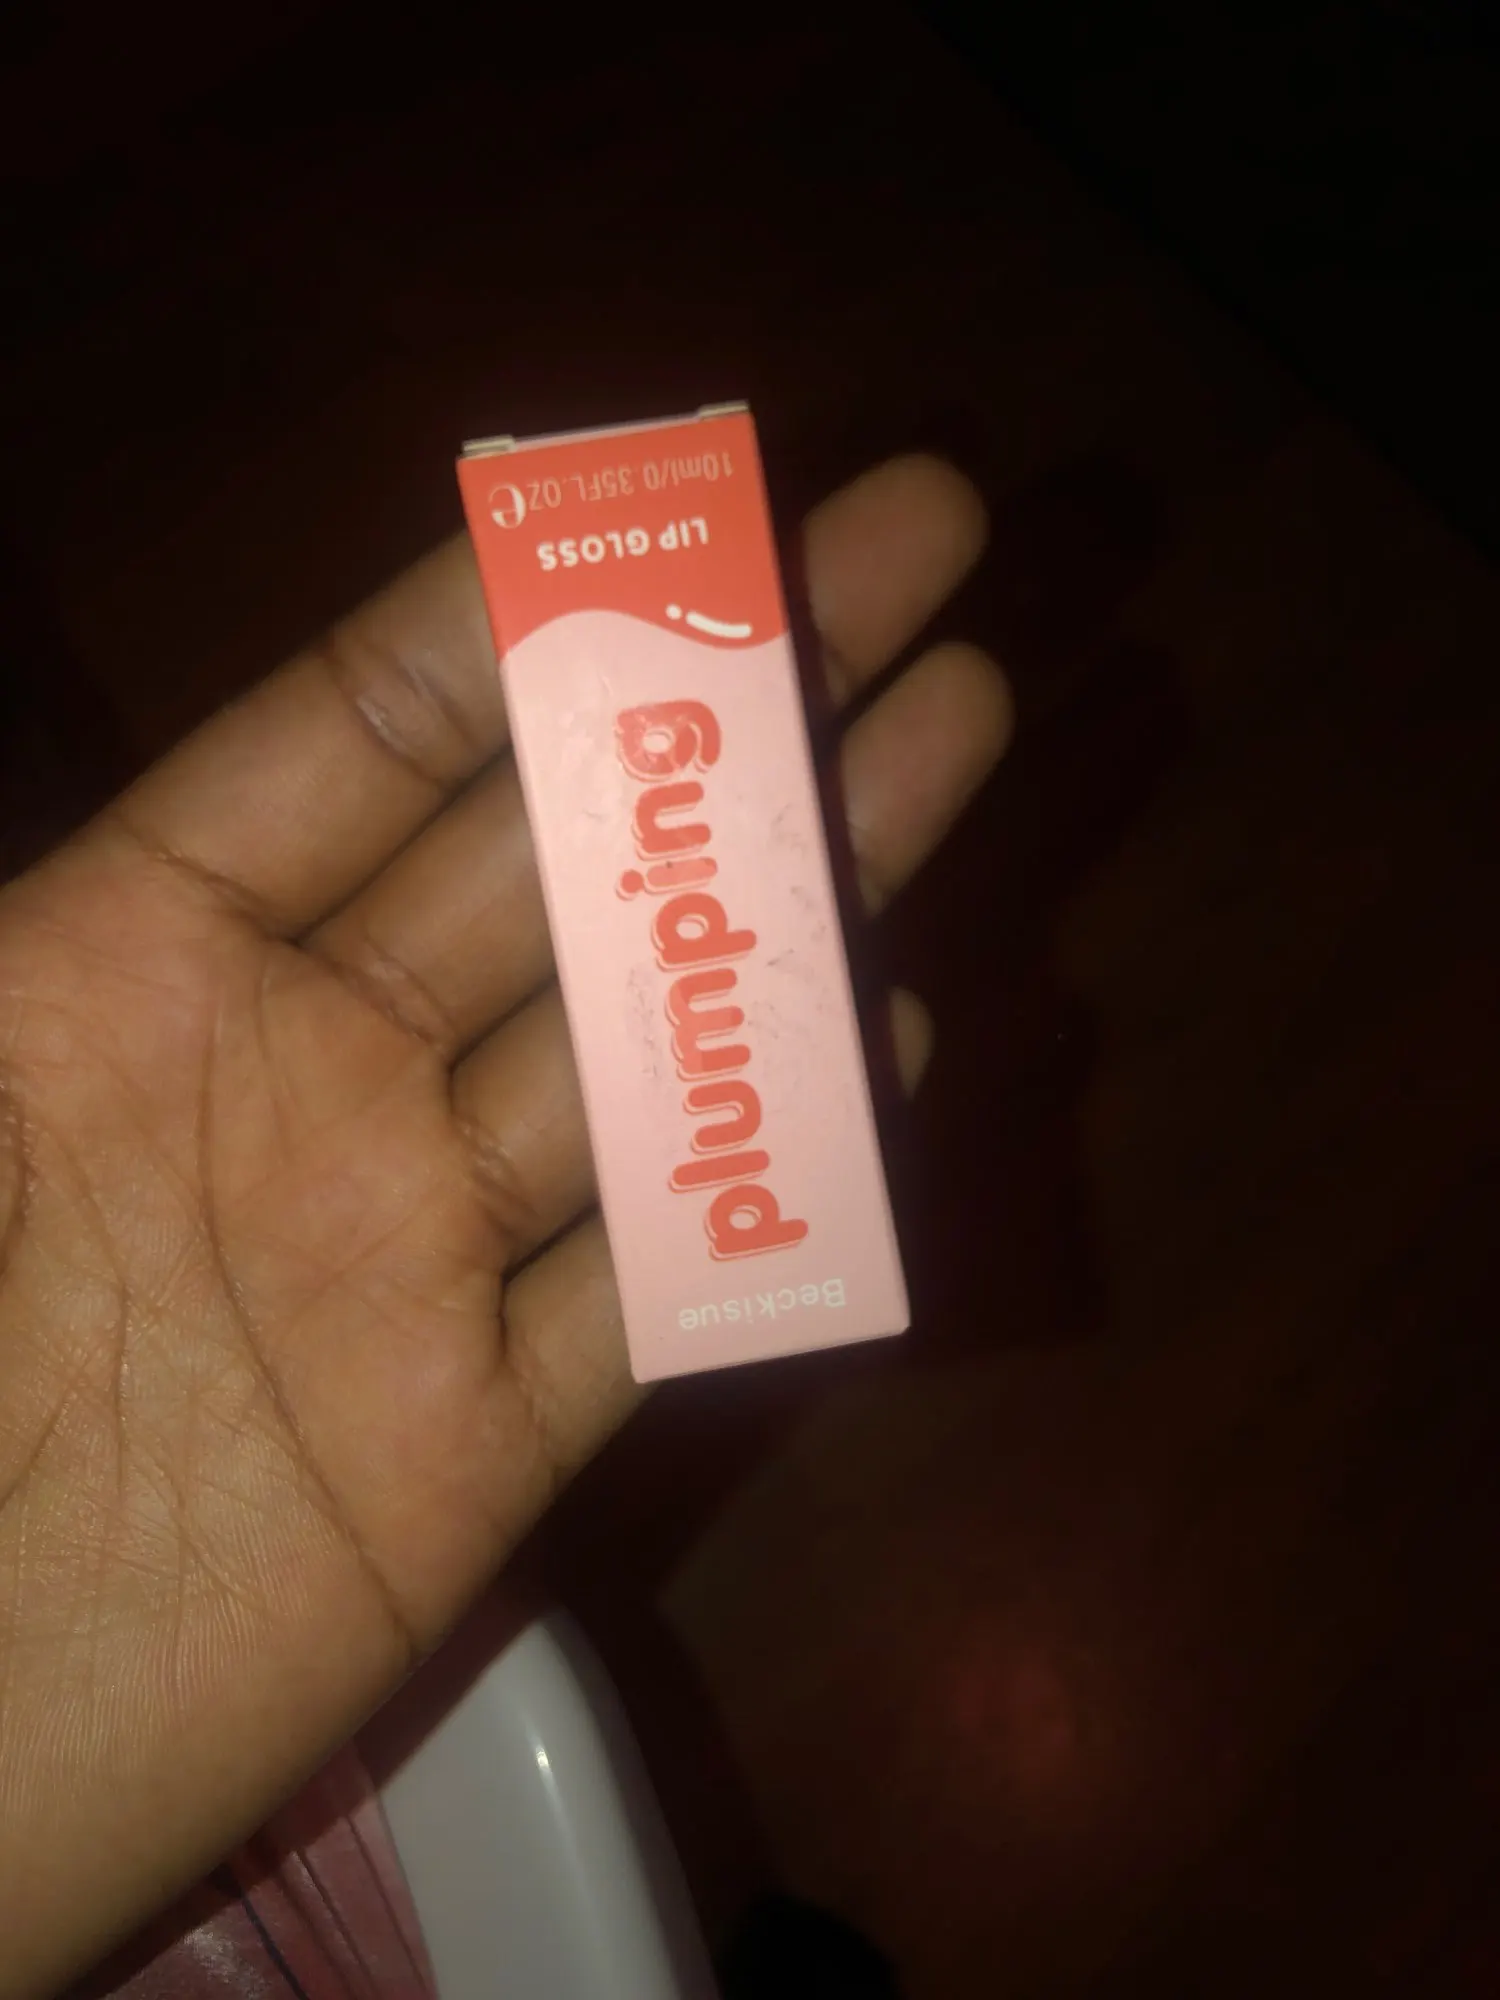 Beckisue
plumping
LIP GLOSS
10ml/0.35FL.OZ e